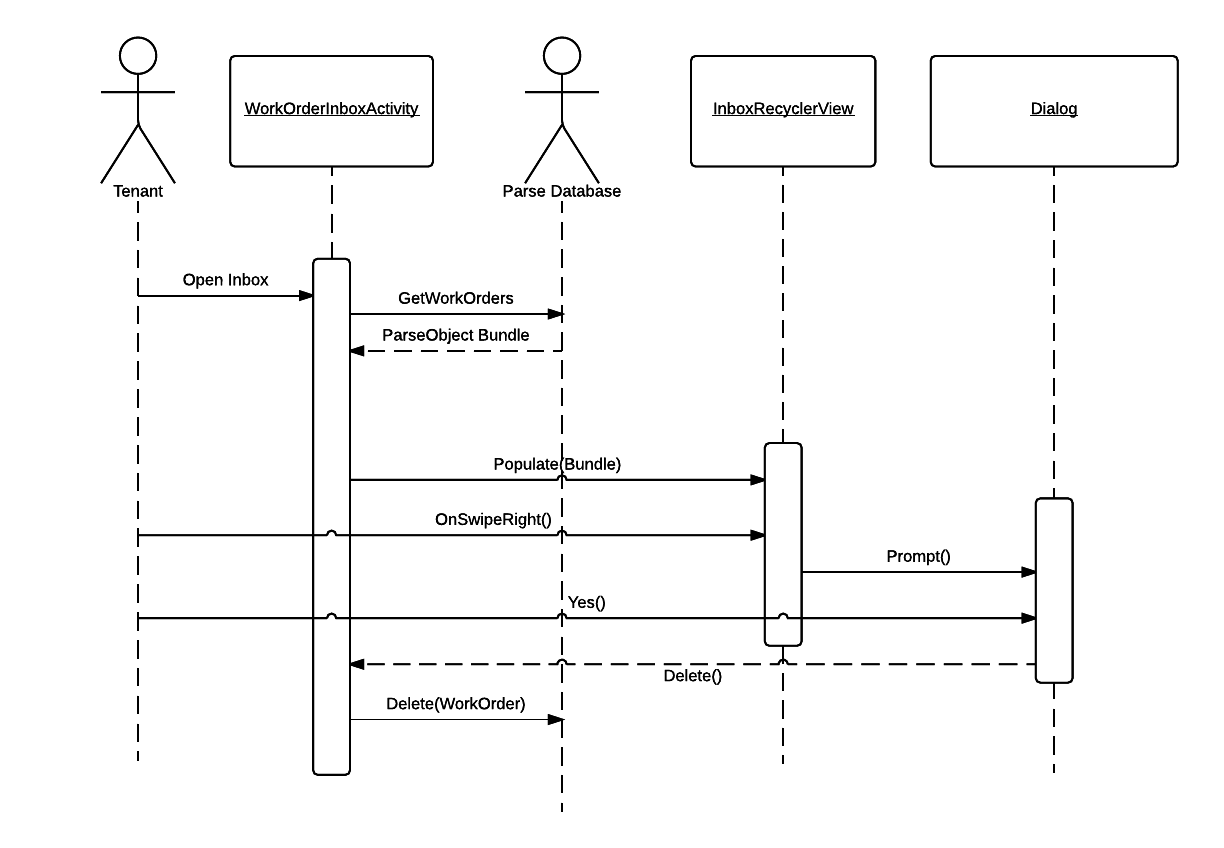 WorkOrderInboxActivity
InboxRecyclerView
Dialog
Tenant
Parse Database
Open Inbox
GetWorkOrders
ParseObject Bundle
Populate(Bundle)
OnSwipeRight()
Prompt()
Yes()
Delete()
Delete(WorkOrder)